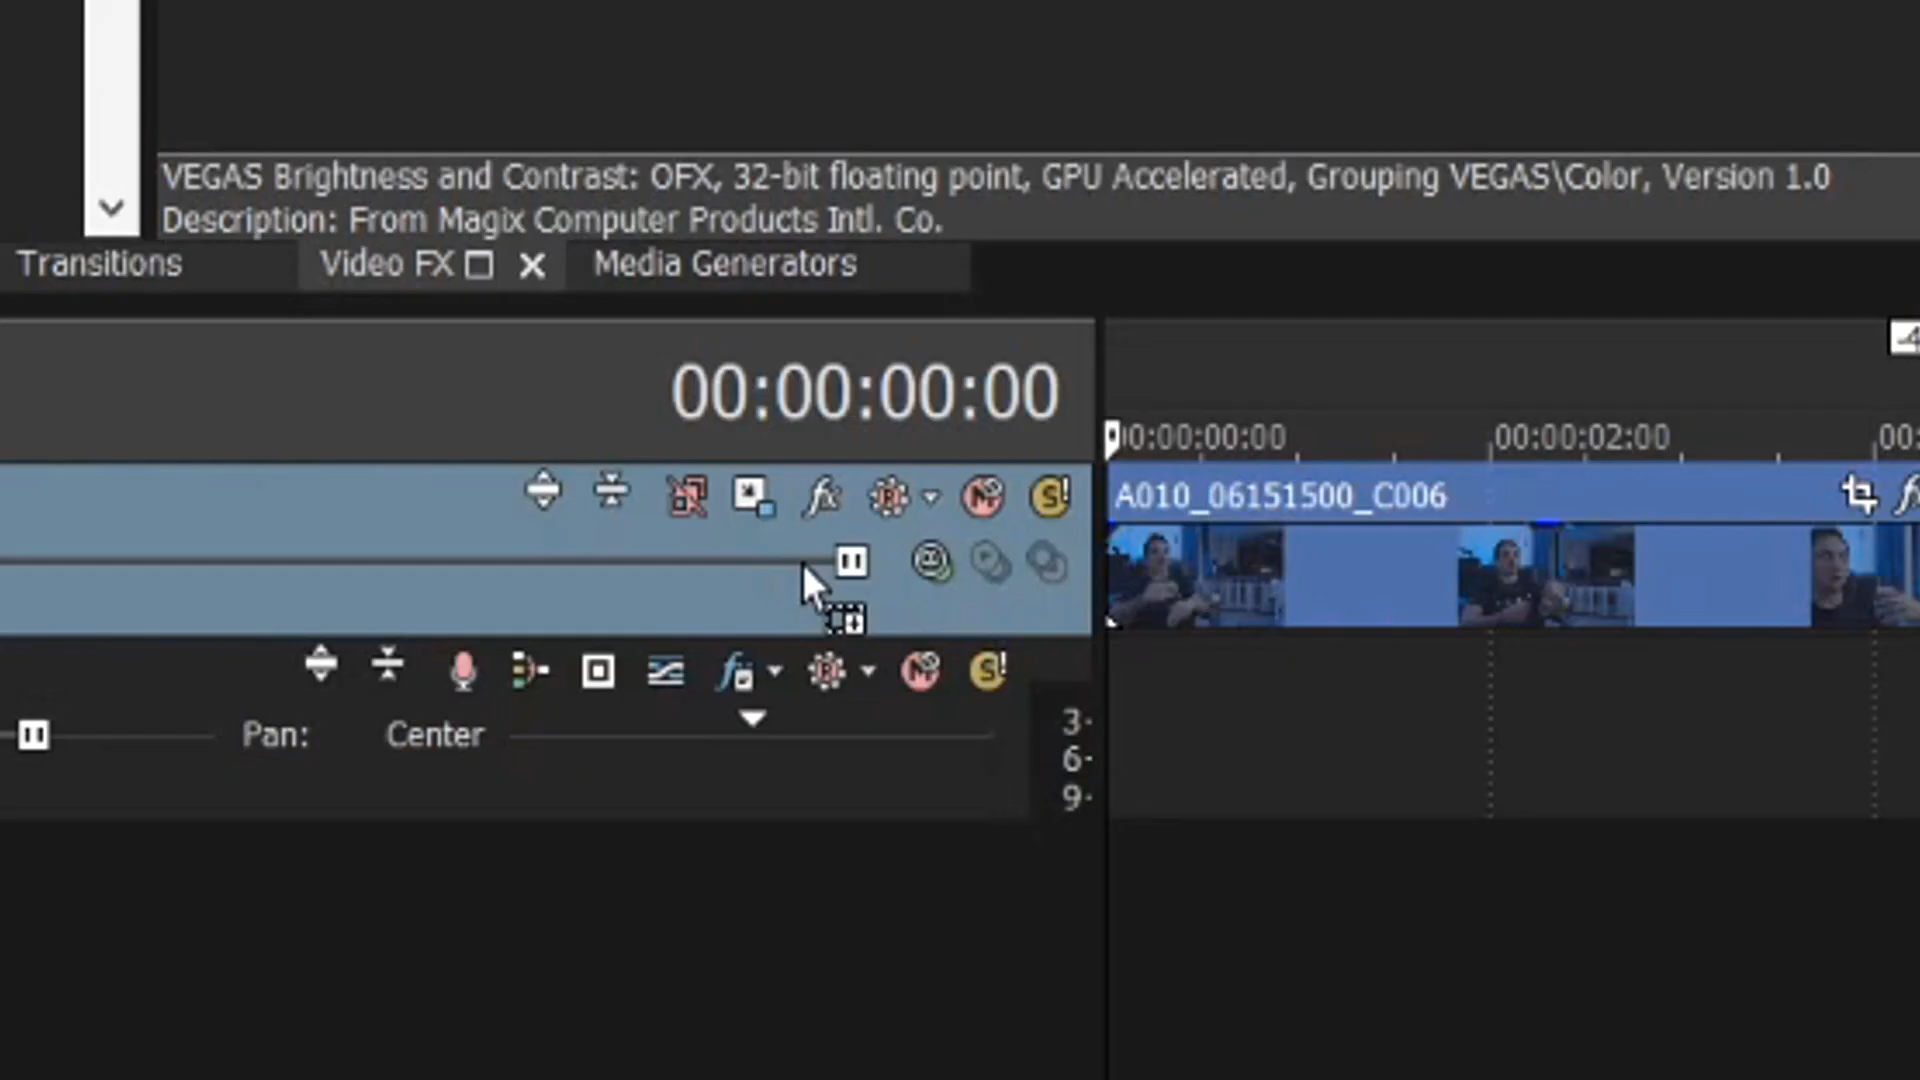 VEGAS Brightness and Contrast: OFX, 32-bit floating point, GPU Accelerated, Grouping VEGAS\Color, Version 1.0
Description: From Magix Computer Products Intl. Co.
Transitions
Video FX
Media Generators
00:00:00:00
00:00:00:00
00:00:02:00
A010_06151500_C006
Pan:
Center
3
6
9